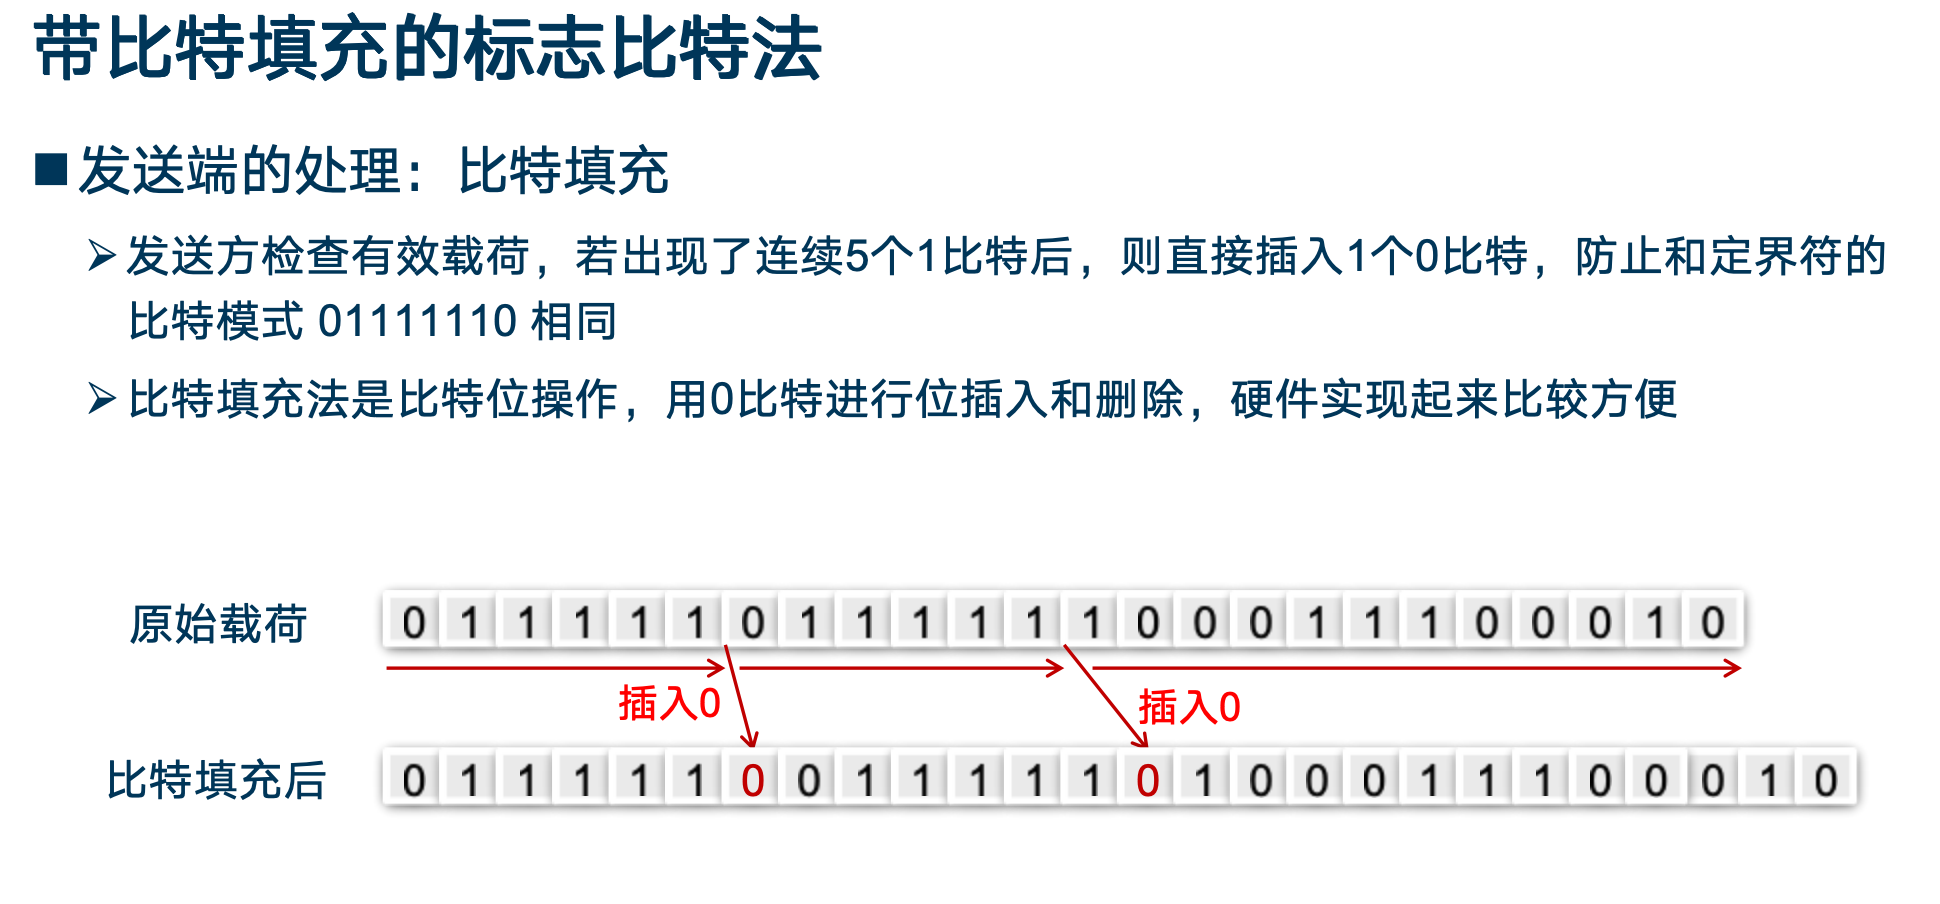 带比特填充的标志比特法
■发送端的处理：比特填充
➢发送方检查有效载荷，若出现了连续5个1比特后，则直接插入1个0比特，防止和定界符的
比特模式 01111110 相同
➢比特填充法是比特位操作，用0比特进行位插入和删除，硬件实现起来比较方便
原始载荷 0 1 1 1 1 1 0 1 1 1 1 1 1 0 0 0 1 1 1 0 0 0 1 0
插入0 插入0
比特填充后 0 1 1 1 1 1 0 0 1 1 1 1 1 0 1 0 0 0 1 1 1 0 0 0 1 0